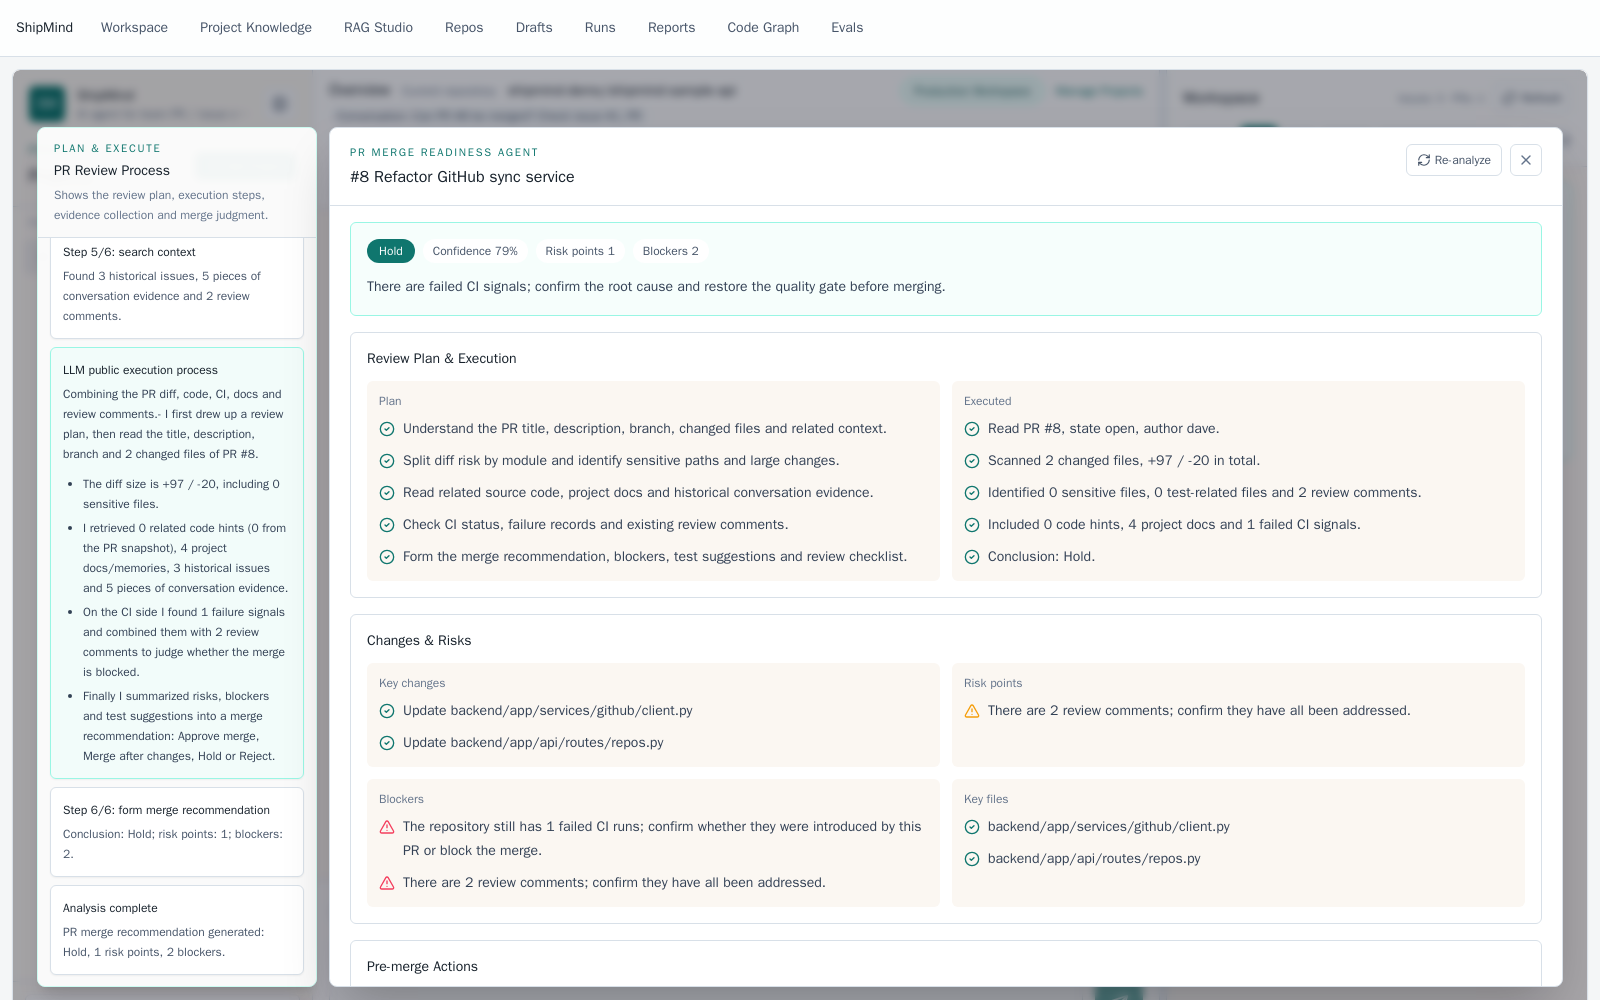 ShipMind Workspace Project Knowledge RAG Studio Repos Drafts Runs Reports Code Graph Evals
Overview
Workspace
PLAN & EXECUTE
PR Review Process
Shows the review plan, execution steps,
evidence collection and merge judgment.
Step 5/6: search context
Found 3 historical issues, 5 pieces of
conversation evidence and 2 review
comments.
LLM public execution process
Combining the PR diff, code, CI, docs and
review comments.- I first drew up a review
plan, then read the title, description,
branch and 2 changed files of PR #8.
• The diff size is +97 / -20, including 0
sensitive files.
• I retrieved 0 related code hints (0 from
the PR snapshot), 4 project
docs/memories, 3 historical issues
and 5 pieces of conversation evidence.
• On the CI side I found 1 failure signals
and combined them with 2 review
comments to judge whether the merge
is blocked.
• Finally I summarized risks, blockers
and test suggestions into a merge
recommendation: Approve merge,
Merge after changes, Hold or Reject.
Step 6/6: form merge recommendation
Conclusion: Hold; risk points: 1; blockers:
2.
Analysis complete
PR merge recommendation generated:
Hold, 1 risk points, 2 blockers.
PR MERGE READINESS AGENT
#8 Refactor GitHub sync service
Re-analyze
Hold Confidence 79% Risk points 1 Blockers 2
There are failed CI signals; confirm the root cause and restore the quality gate before merging.
Review Plan & Execution
Plan
Understand the PR title, description, branch, changed files and related context.
Split diff risk by module and identify sensitive paths and large changes.
Read related source code, project docs and historical conversation evidence.
Check CI status, failure records and existing review comments.
Form the merge recommendation, blockers, test suggestions and review checklist.
Executed
Read PR #8, state open, author dave.
Scanned 2 changed files, +97 / -20 in total.
Identified 0 sensitive files, 0 test-related files and 2 review comments.
Included 0 code hints, 4 project docs and 1 failed CI signals.
Conclusion: Hold.
Changes & Risks
Key changes
Update backend/app/services/github/client.py
Update backend/app/api/routes/repos.py
Risk points
There are 2 review comments; confirm they have all been addressed.
Blockers
The repository still has 1 failed CI runs; confirm whether they were introduced by this
PR or block the merge.
There are 2 review comments; confirm they have all been addressed.
Key files
backend/app/services/github/client.py
backend/app/api/routes/repos.py
Pre-merge Actions